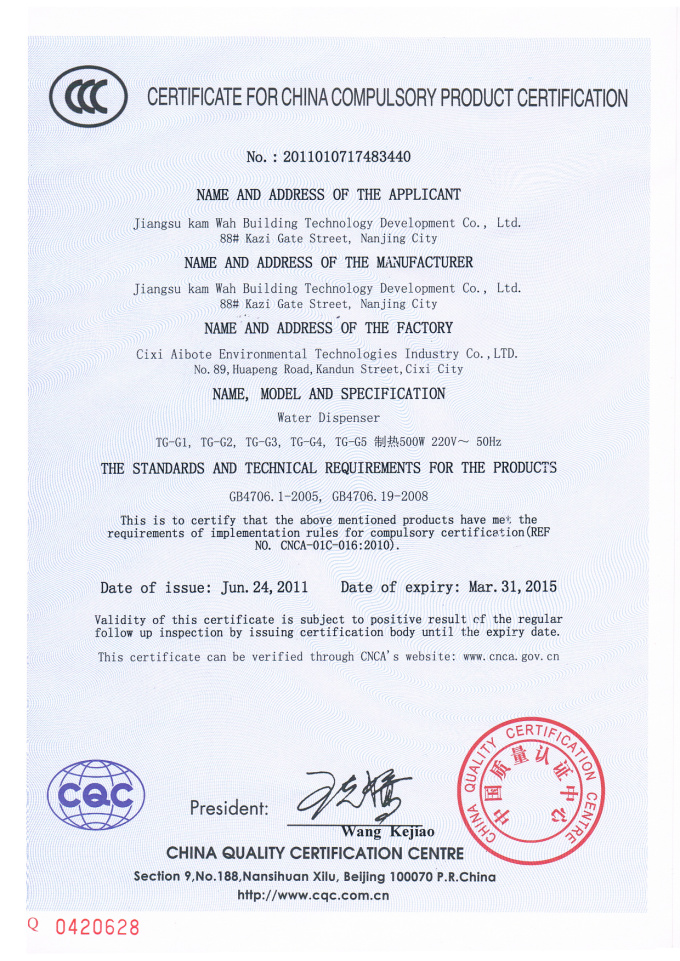 CERTIFICATE FOR CHINA COMPULSORY PRODUCT CERTIFICATION
No.: 2011010717483440
NAME AND ADDRESS OF THE APPLICANT
Jiangsu kam Wah Building Technology Development Co., Ltd.
88# Kazi Gate Street, Nanjing City
NAME AND ADDRESS OF THE MANUFACTURER
Jiangsu kam Wah Building Technology Development Co., Ltd.
88# Kazi Gate Street, Nanjing City
NAME AND ADDRESS OF THE FACTORY
Cixi Aibote Environmental Technologies Industry Co.,LTD.
No.89,Huapeng Road,Kandun Street,Cixi City
NAME, MODEL AND SPECIFICATION
Water Dispenser
TG-G1, TG-G2, TG-G3, TG-G4, TG-G5 制热500W 220V～ 50Hz
THE STANDARDS AND TECHNICAL REQUIREMENTS FOR THE PRODUCTS
GB4706.1-2005, GB4706.19-2008
This is to certify that the above mentioned products have met the
requirements of implementation rules for compulsory certification(REF
NO. CNCA-01C-016:2010).
Date of issue: Jun.24,2011 Date of expiry: Mar.31,2015
Validity of this certificate is subject to positive result of the regular
follow up inspection by issuing certification body until the expiry date.
This certificate can be verified through CNCA's website: www.cnca.gov.cn
CHINA QUALITY CERTIFICATION CENTRE
中国质量认证中心
CQC
President:
Wang Kejiao
CHINA QUALITY CERTIFICATION CENTRE
Section 9,No.188,Nansihuan Xilu, Beijing 100070 P.R.China
http://www.cqc.com.cn
Q 0420628